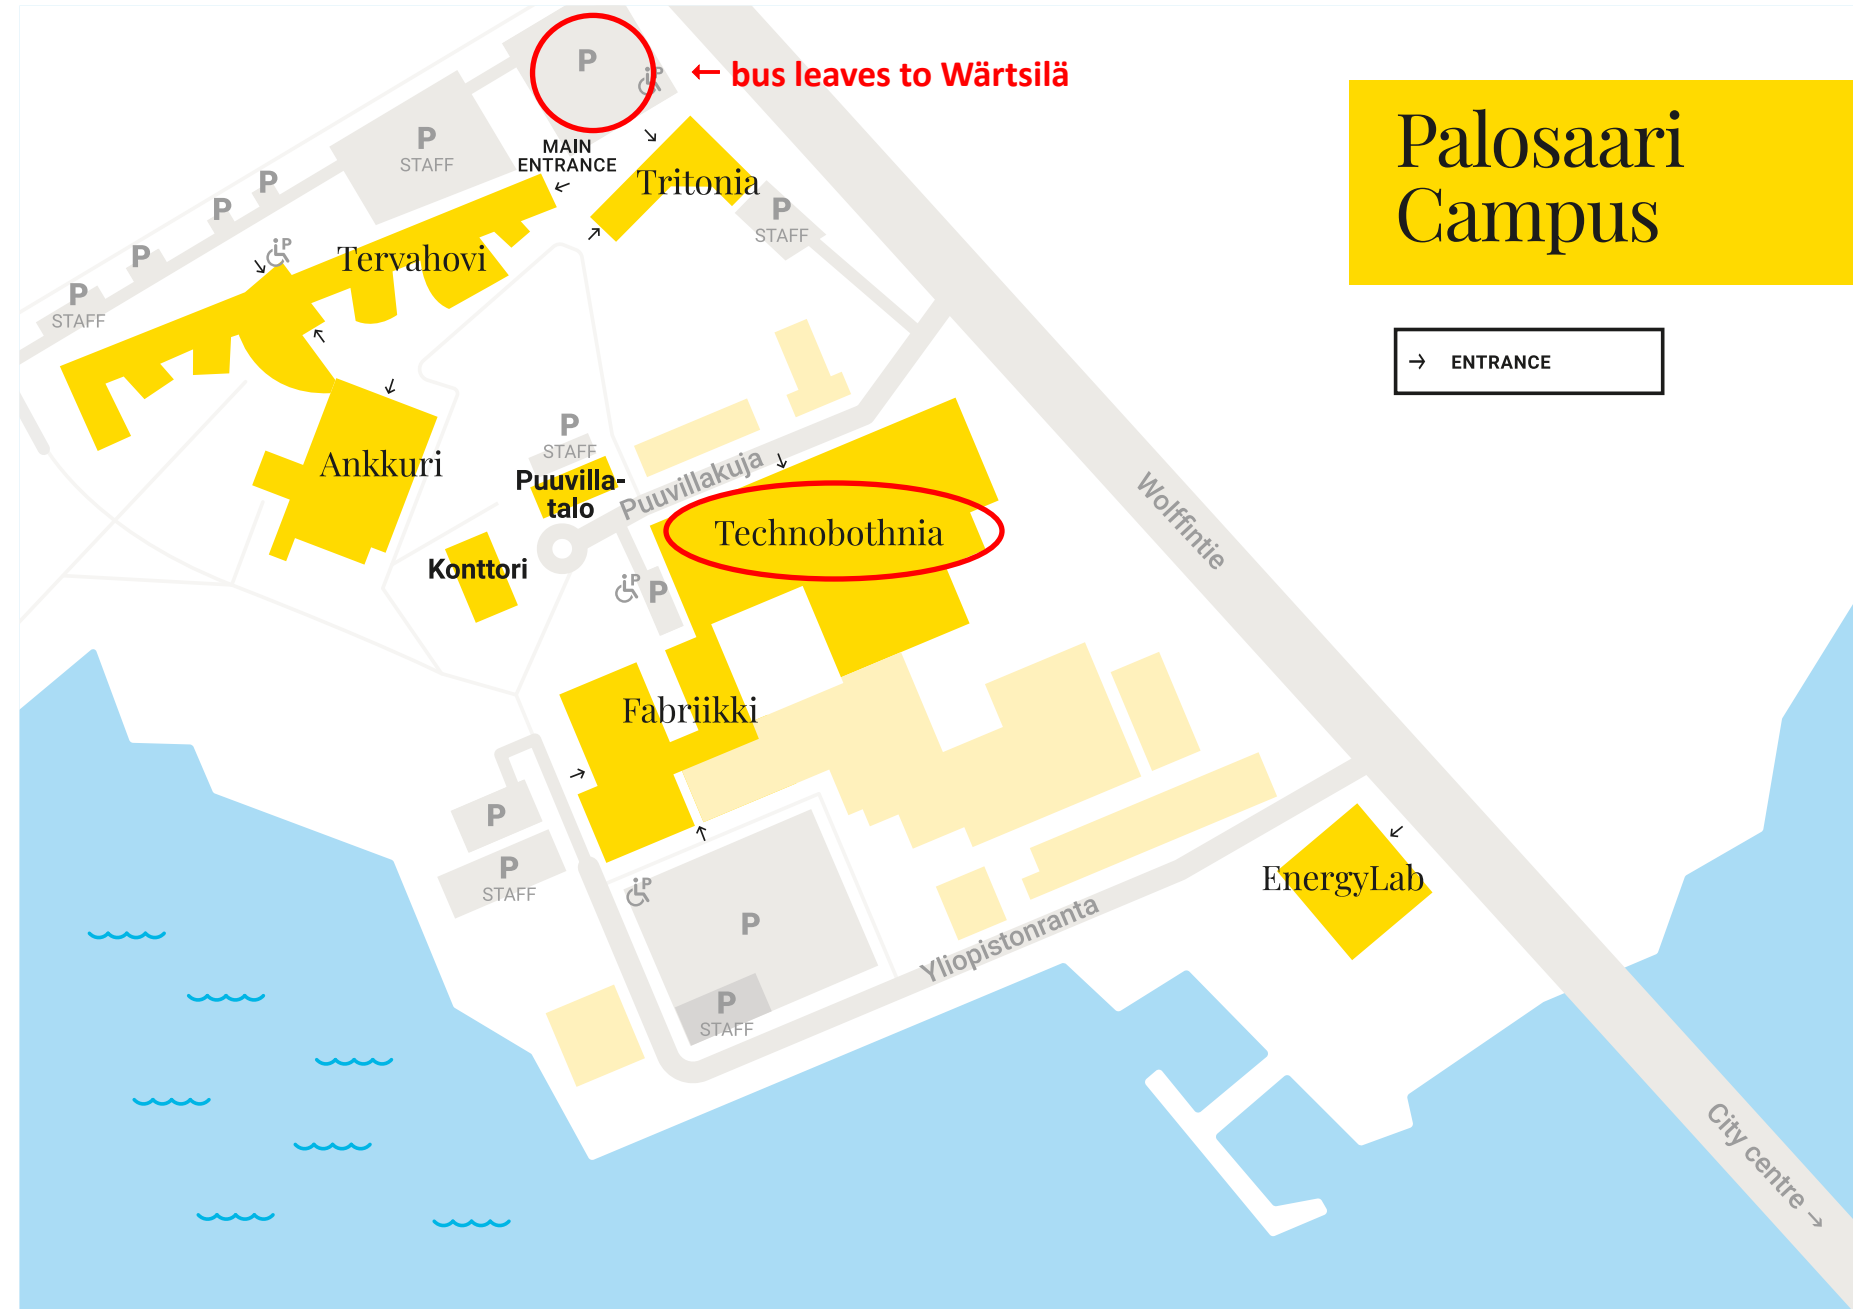 P
← bus leaves to Wärtsilä
P
Palosaari
Campus
P
STAFF
MAIN
ENTRANCE
Tritonia
P
P
P
STAFF
P
P
Tervahovi
P
P
STAFF
→ ENTRANCE
P
STAFF
Ankkuri
Puuvilla-
talo
Puuvillakuja
Technobothnia
Wolffintie
Konttori
P
P
Fabriikki
P
P
STAFF
EnergyLab
P
P
Yliopistonranta
P
STAFF
City centre →